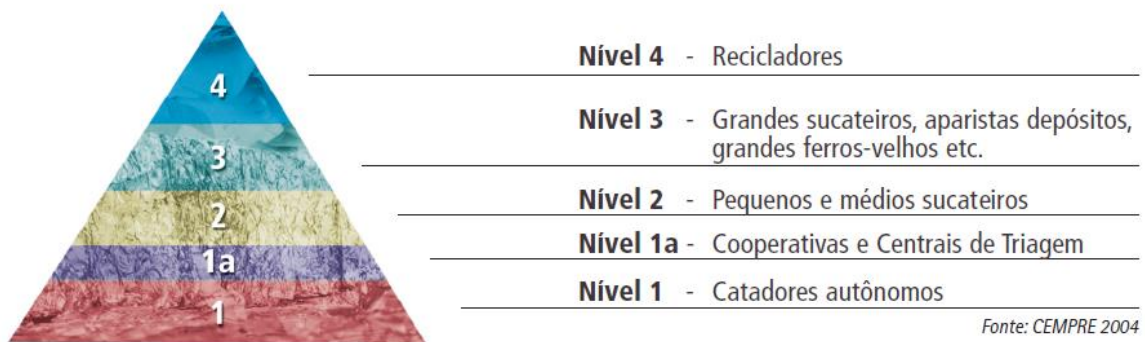 4
3
2
1a
1
Nível 4 - Recicladores
Nível 3 - Grandes sucateiros, aparistas depósitos,
grandes ferros-velhos etc.
Nível 2 - Pequenos e médios sucateiros
Nível 1a - Cooperativas e Centrais de Triagem
Nível 1 - Catadores autônomos
Fonte: CEMPRE 2004